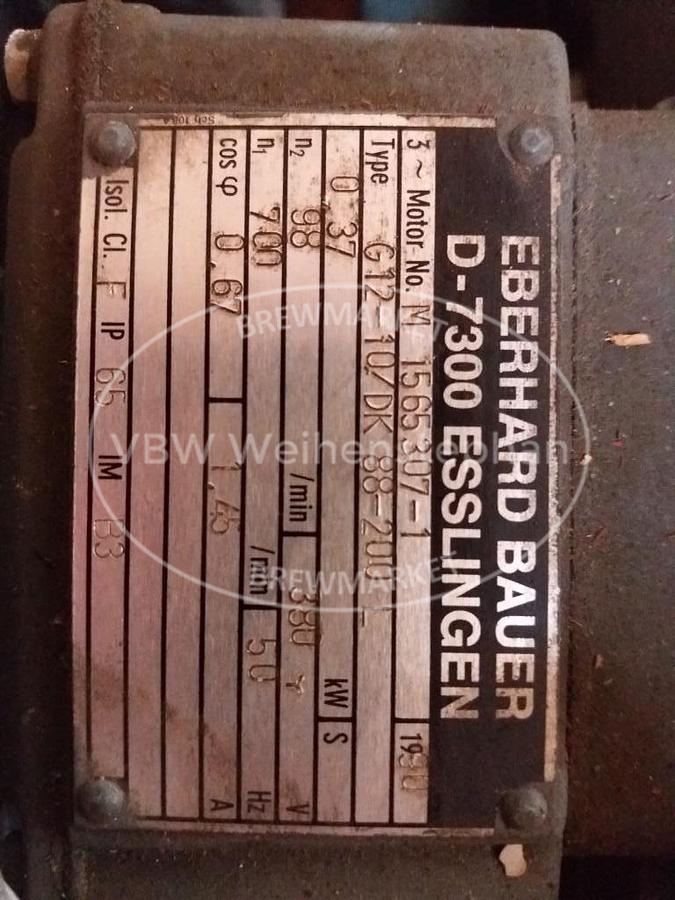 EBERHARD BAUER
D-7300 ESSLINGEN
3 ~ Motor-No. M 1565307-1 1990
Type G12-10/DK 88-200 L
0,37 kW S
n2 98 /min 380 Y V
n1 700 /min 50 Hz
cos φ 0.67 1,45 A
Isol. Cl. F IP 65 IM B3
Sch 108A
BREWMARKET
VBW Weihenstephan
BREWMARKET